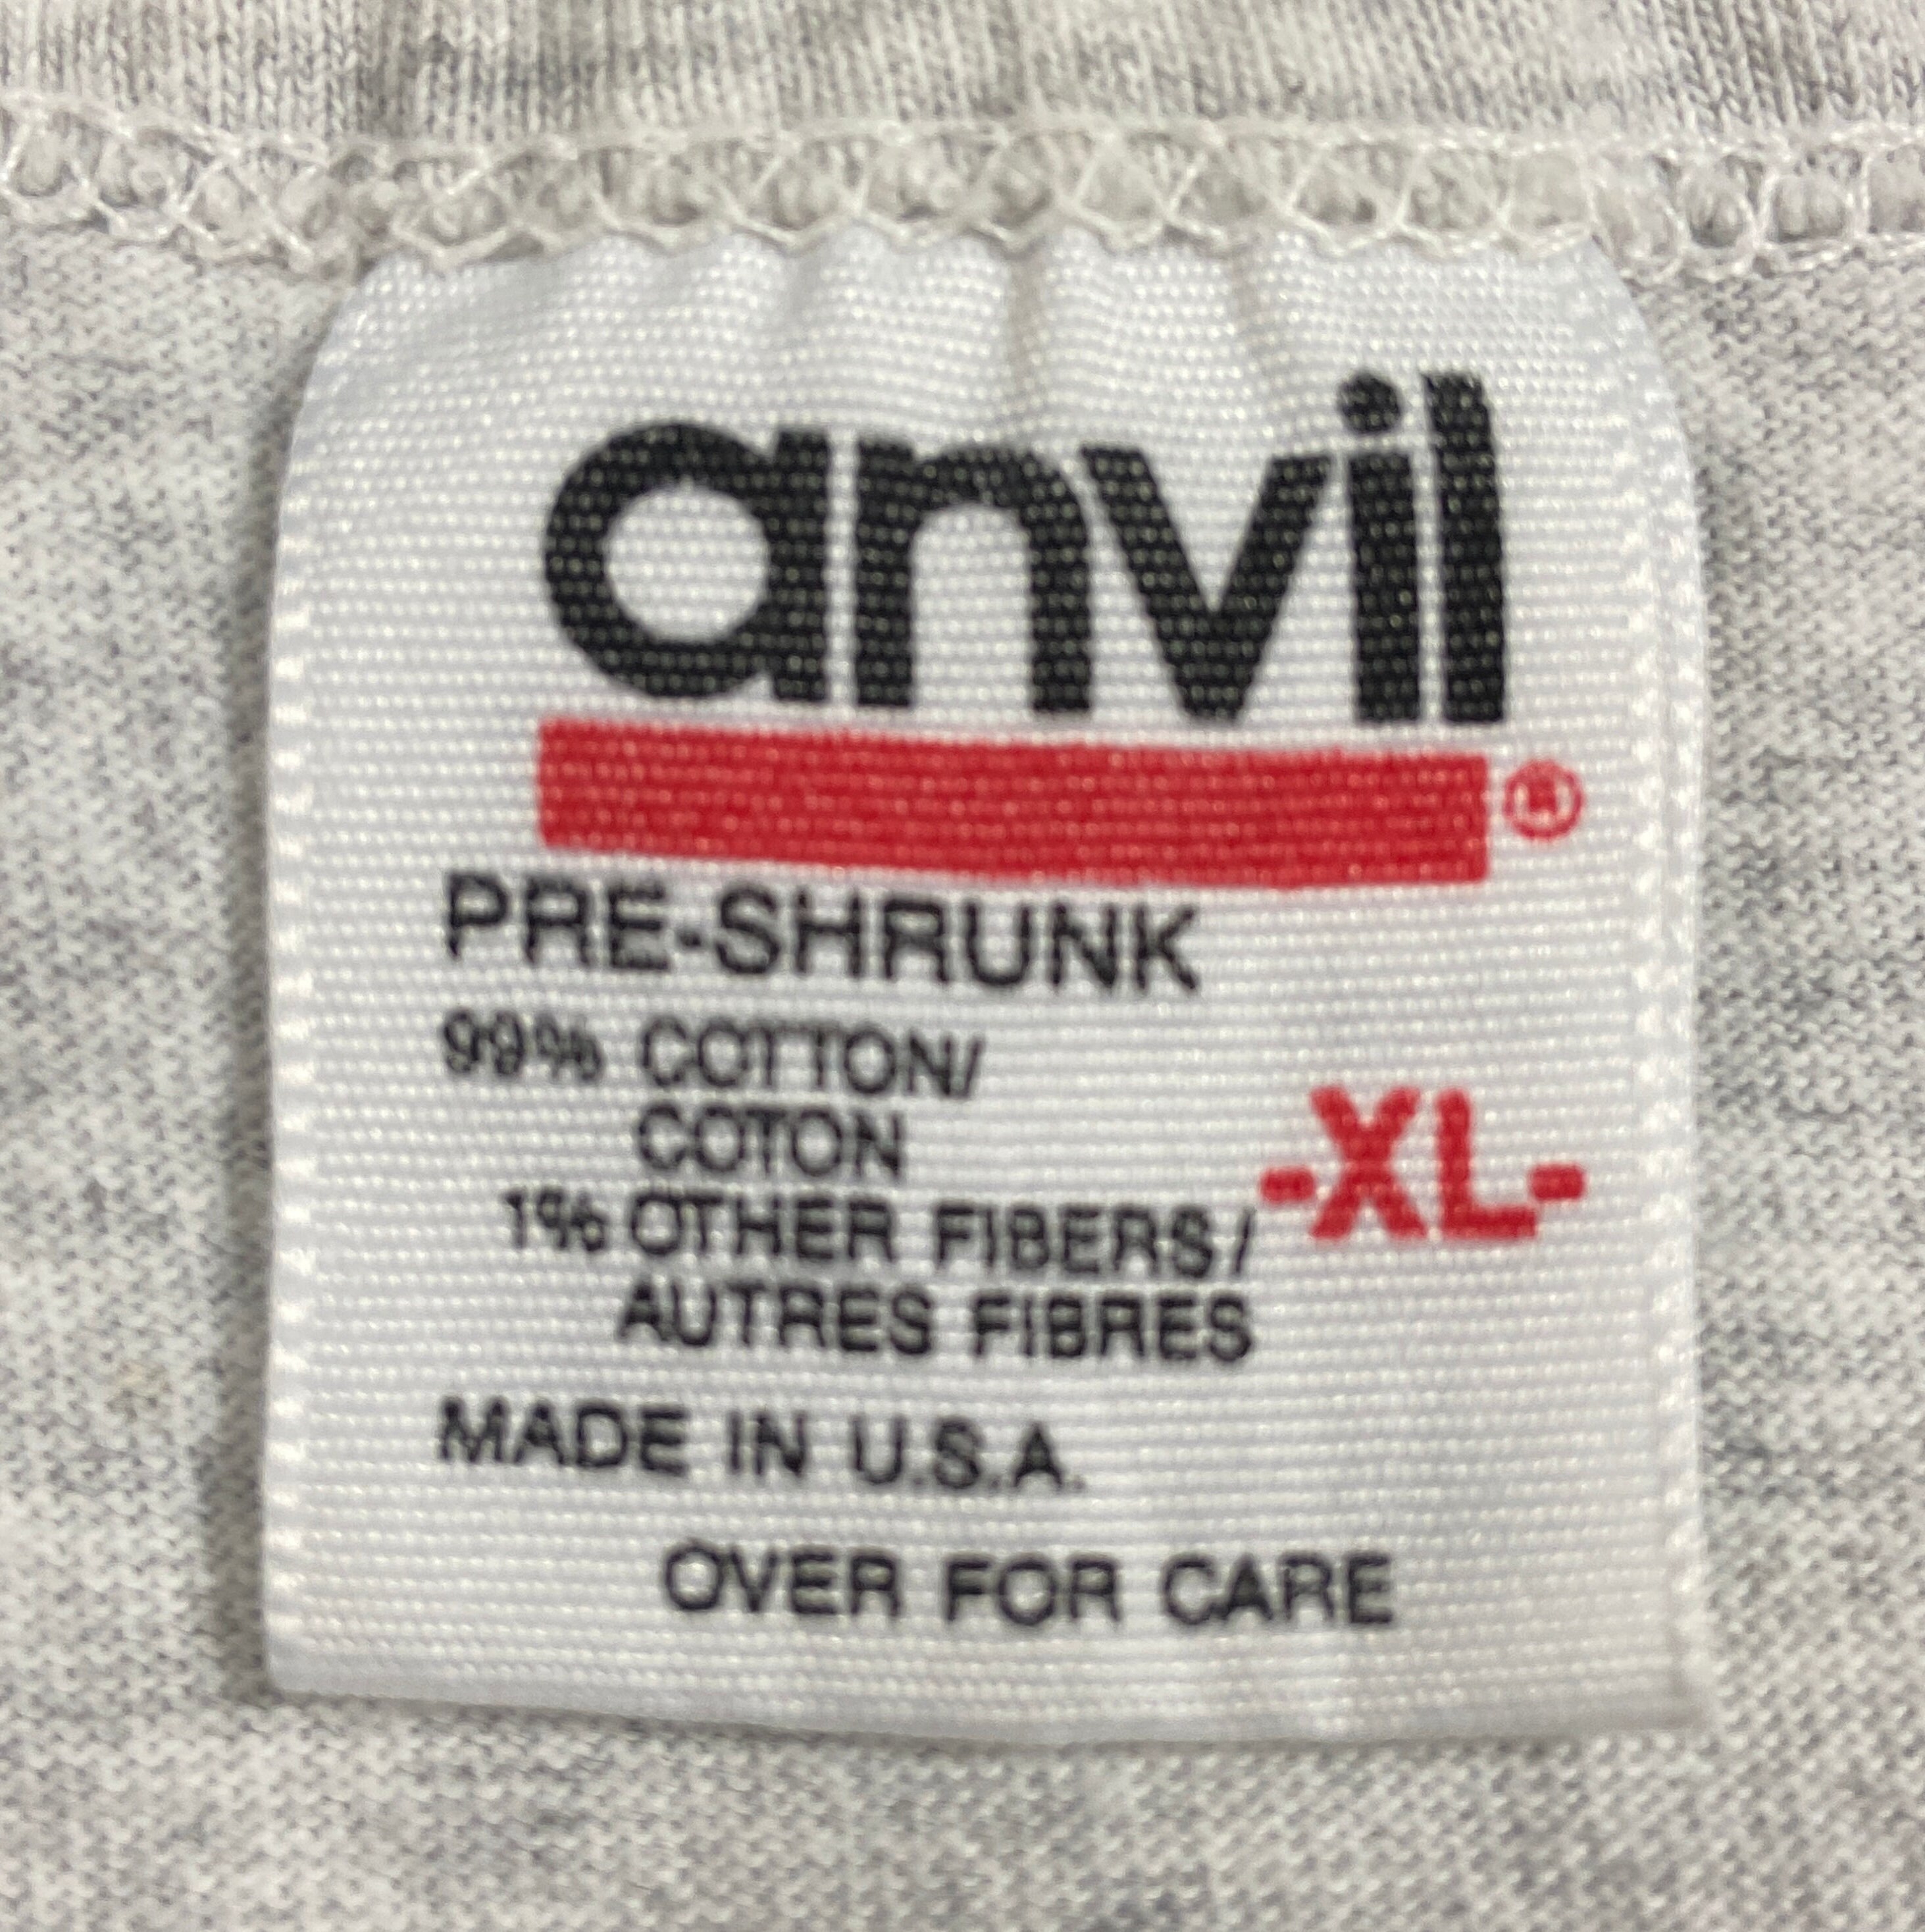 anvil
®
PRE-SHRUNK
99% COTTON/
COTON
-XL-
1% OTHER FIBERS/
AUTRES FIBRES
MADE IN U.S.A.
OVER FOR CARE